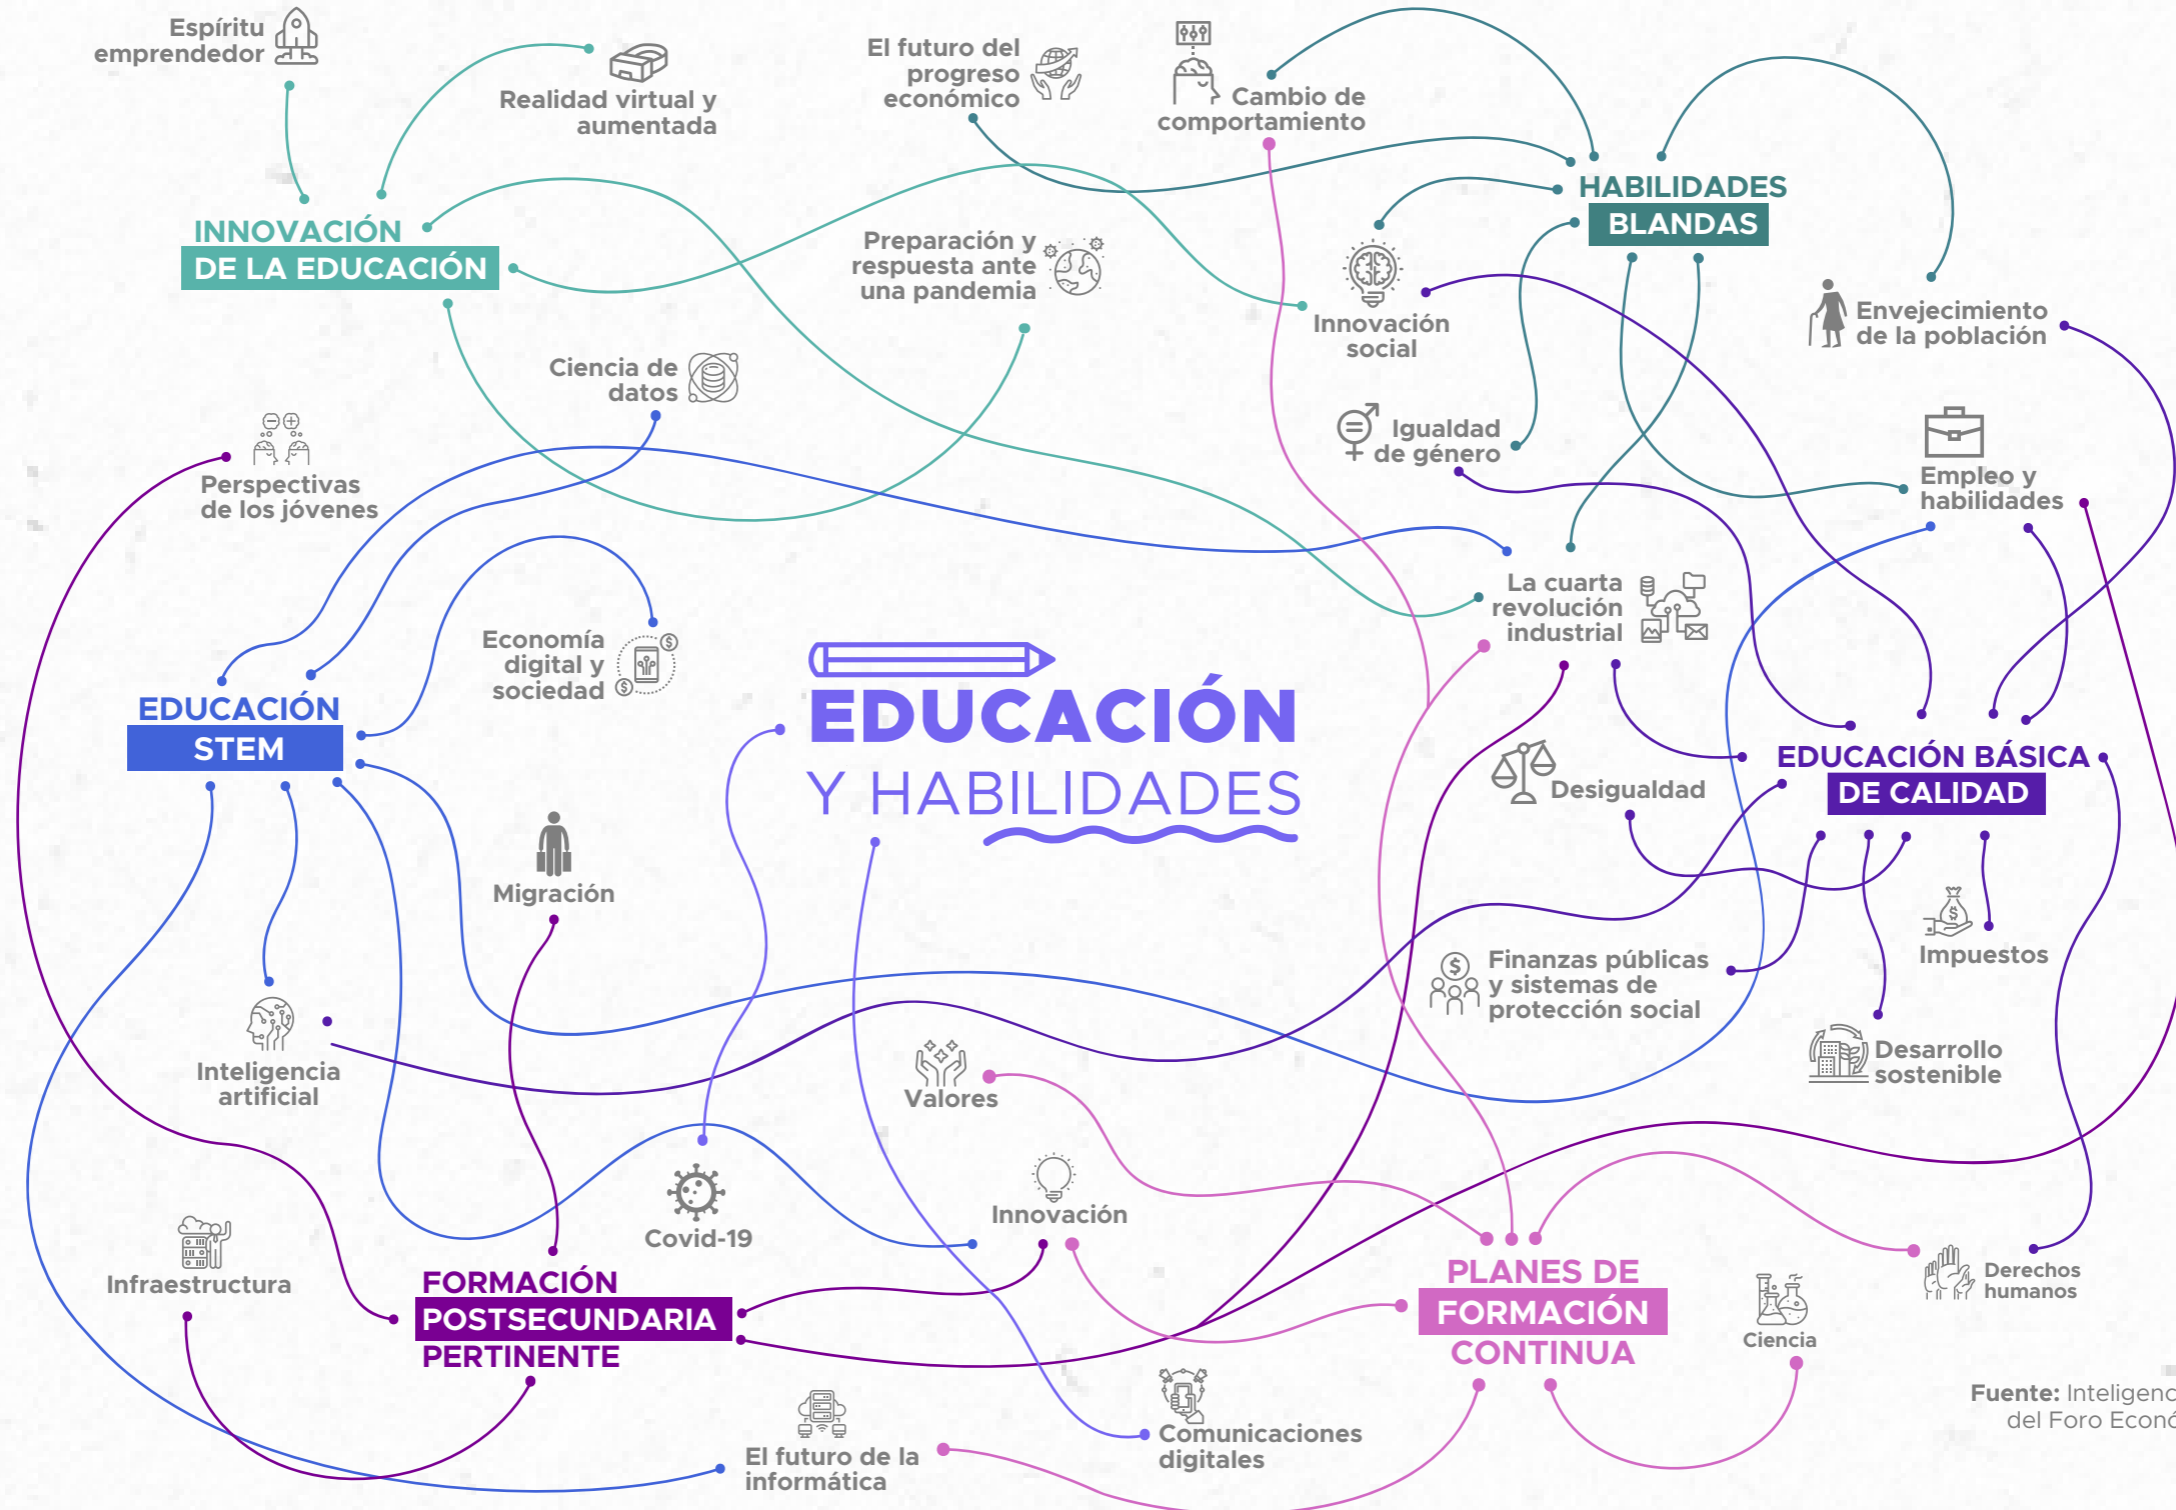 Espíritu
emprendedor
Realidad virtual y
aumentada
El futuro del
progreso
económico
Cambio de
comportamiento
HABILIDADES
BLANDAS
INNOVACIÓN
DE LA EDUCACIÓN
Preparación y
respuesta ante
una pandemia
Innovación
social
Envejecimiento
de la población
Ciencia de
datos
Igualdad
de género
Perspectivas
de los jóvenes
Empleo y
habilidades
La cuarta
revolución
industrial
Economía
digital y
sociedad
EDUCACIÓN
STEM
EDUCACIÓN
Y HABILIDADES
EDUCACIÓN BÁSICA
DE CALIDAD
Desigualdad
Migración
Impuestos
Finanzas públicas
y sistemas de
protección social
Desarrollo
sostenible
Inteligencia
artificial
Valores
Innovación
Covid-19
Infraestructura
FORMACIÓN
POSTSECUNDARIA
PERTINENTE
PLANES DE
FORMACIÓN
CONTINUA
Derechos
humanos
Ciencia
Comunicaciones
digitales
El futuro de la
informática
Fuente: Inteligenc
del Foro Econó